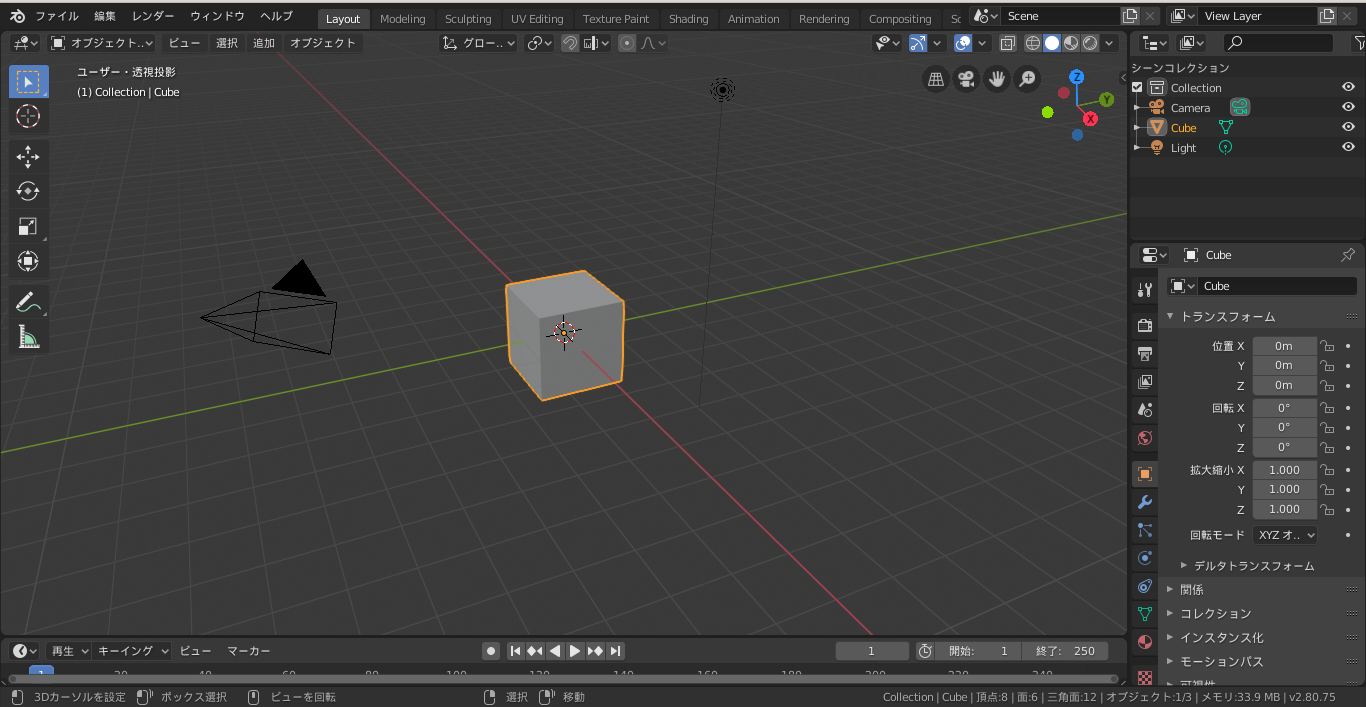 ファイル 編集 レンダー ウィンドウ ヘルプ Layout Modeling Sculpting UV Editing Texture Paint Shading Animation Rendering Compositing Sc Scene View Layer
オブジェクト.. ビュー 選択 追加 オブジェクト グロー..
ユーザー・透視投影
(1) Collection | Cube
Z
Y
X
シーンコレクション
Collection
Camera
Cube
Light
Cube
Cube
トランスフォーム
位置 X 0m
Y 0m
Z 0m
回転 X 0°
Y 0°
Z 0°
拡大縮小 X 1.000
Y 1.000
Z 1.000
回転モード XYZ オ..
デルタトランスフォーム
関係
コレクション
インスタンス化
モーションパス
可視性
再生 キーイング ビュー マーカー 1 開始: 1 終了: 250
1 20 40 60 80 100 120 140 160 180 200 220 240
3Dカーソルを設定 ボックス選択 ビューを回転 選択 移動 Collection | Cube | 頂点:8 | 面:6 | 三角面:12 | オブジェクト:1/3 | メモリ:33.9 MB | v2.80.75